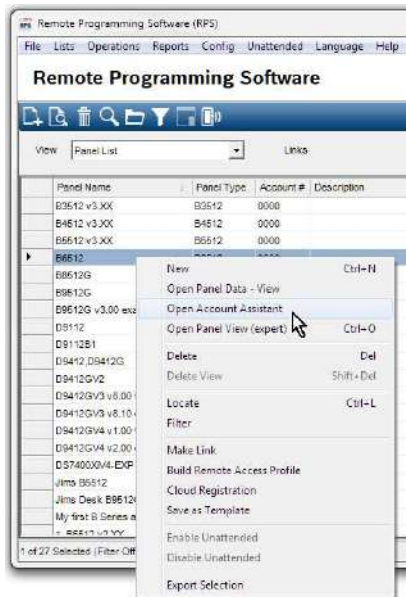 Remote Programming Software (RPS)
File Lists Operations Reports Config Unattended Language Help
Remote Programming Software
View Panel List Links
Panel Name Panel Type Account # Description
B3512 v3.XX B3512 0000
B4512 v3.XX B4512 0000
B5512 v3.XX B5512 0000
B6512
B8512G
B9512G
B9512G v3.00 exa
D9112
D9112B1
D9412,D9412G
D9412GV2
D9412GV3 v6.00
D9412GV3 v8.10
D9412GV4 v1.00
D9412GV4 v2.00
DS7400XV4-EXP
Jims B5512
Jims Desk B9512
My first B Series a
1 of 27 Selected (Filter Off
New Ctrl+N
Open Panel Data - View
Open Account Assistant
Open Panel View (expert) Ctrl+O
Delete Del
Delete View Shift+Del
Locate Ctrl+L
Filter
Make Link
Build Remote Access Profile
Cloud Registration
Save as Template
Enable Unattended
Disable Unattended
Export Selection